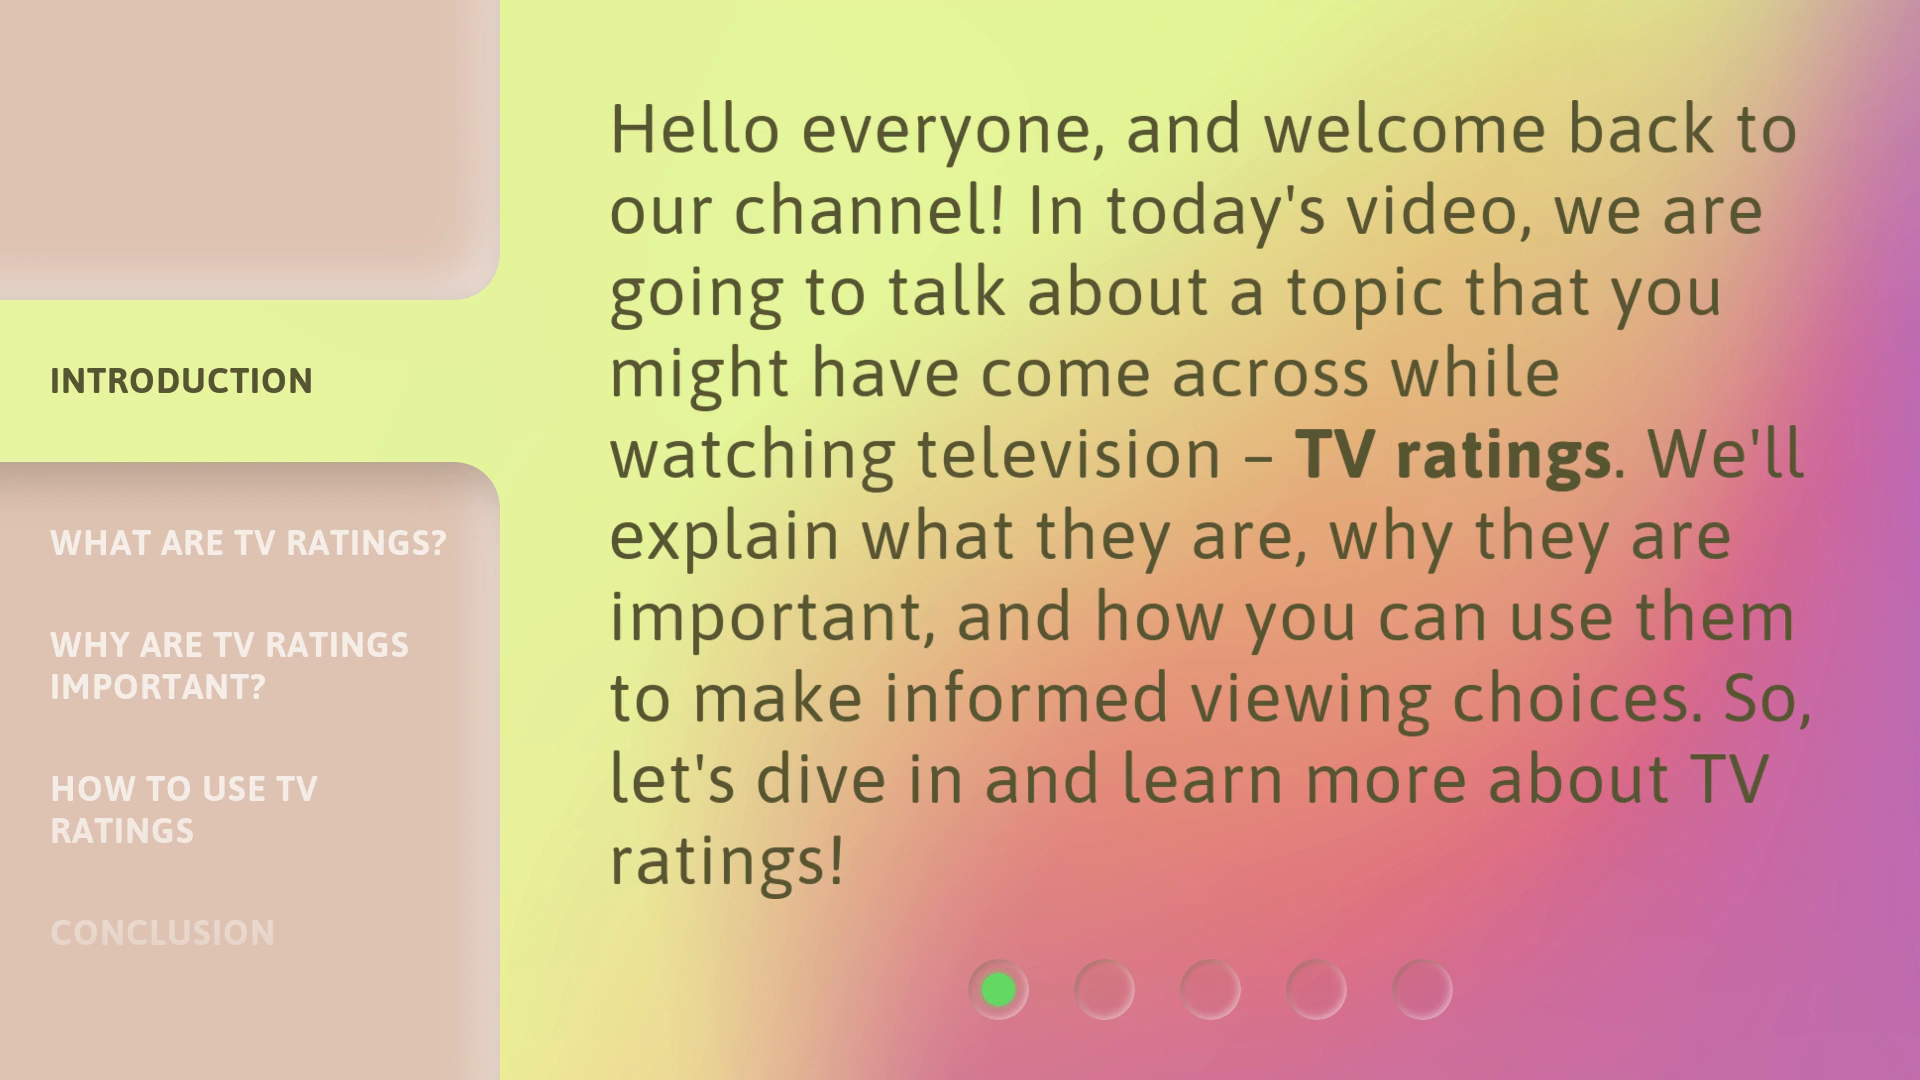 INTRODUCTION
WHAT ARE TV RATINGS?
WHY ARE TV RATINGS
IMPORTANT?
HOW TO USE TV
RATINGS
CONCLUSION
Hello everyone, and welcome back to
our channel! In today's video, we are
going to talk about a topic that you
might have come across while
watching television – TV ratings. We'll
explain what they are, why they are
important, and how you can use them
to make informed viewing choices. So,
let's dive in and learn more about TV
ratings!